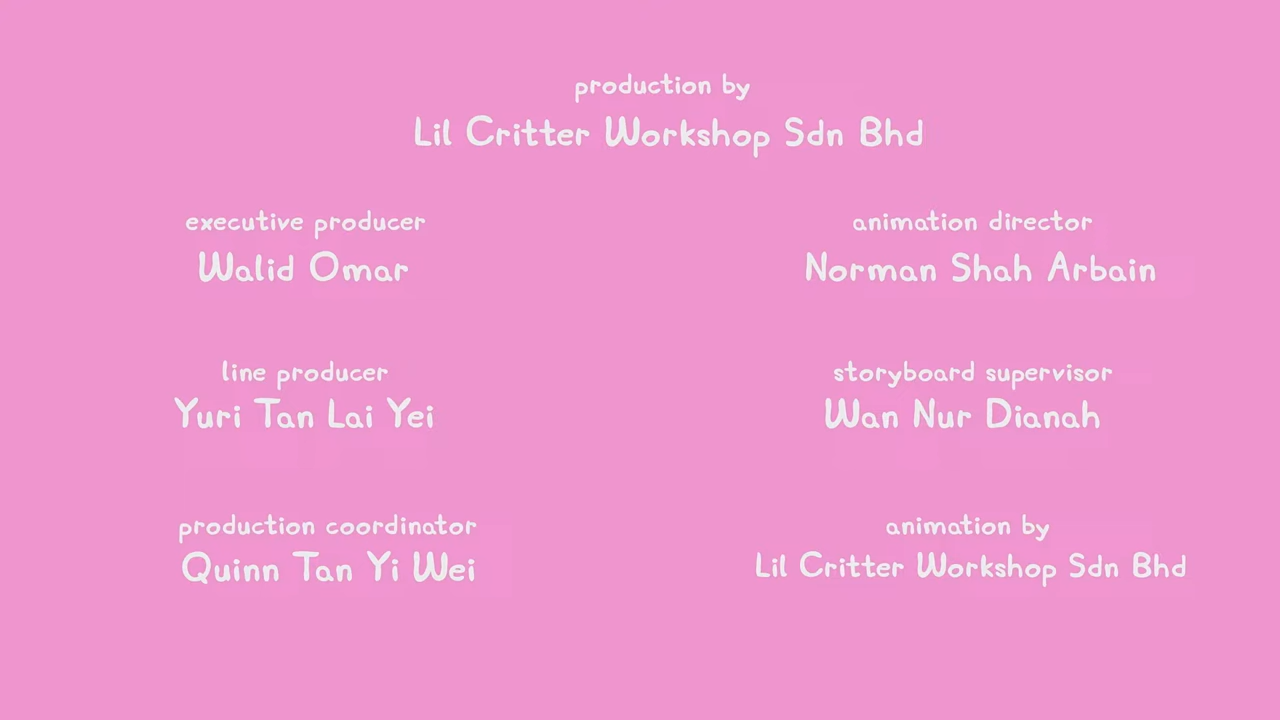 production by
Lil Critter Workshop Sdn Bhd
executive producer
Walid Omar
animation director
Norman Shah Arbain
line producer
Yuri Tan Lai Yei
storyboard supervisor
Wan Nur Dianah
production coordinator
Quinn Tan Yi Wei
animation by
Lil Critter Workshop Sdn Bhd